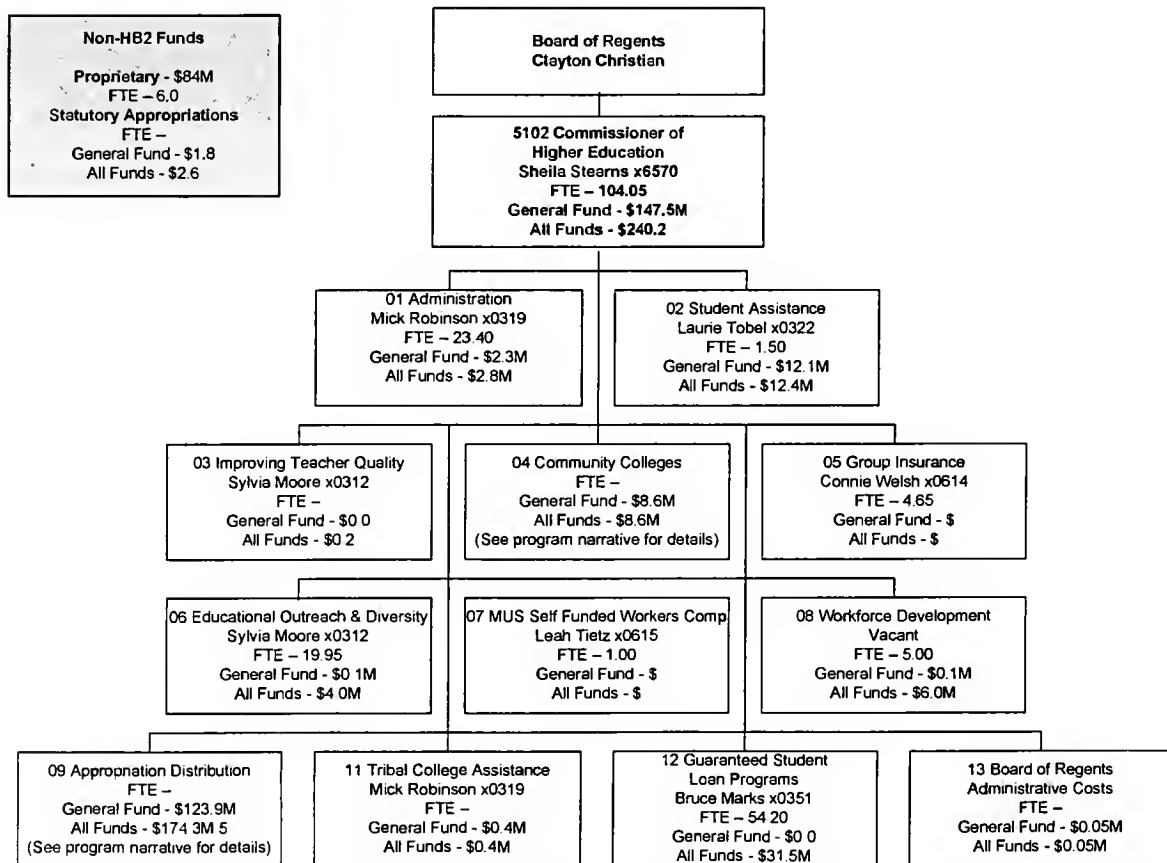 Non-HB2 Funds
Proprietary - $84M
FTE – 6.0
Statutory Appropriations
FTE –
General Fund - $1.8
All Funds - $2.6
Board of Regents
Clayton Christian
5102 Commissioner of
Higher Education
Sheila Stearns x6570
FTE – 104.05
General Fund - $147.5M
All Funds - $240.2
01 Administration
Mick Robinson x0319
FTE – 23.40
General Fund - $2.3M
All Funds - $2.8M
02 Student Assistance
Laurie Tobel x0322
FTE – 1.50
General Fund - $12.1M
All Funds - $12.4M
03 Improving Teacher Quality
Sylvia Moore x0312
FTE –
General Fund - $0 0
All Funds - $0 2
04 Community Colleges
FTE –
General Fund - $8.6M
All Funds - $8.6M
(See program narrative for details)
05 Group Insurance
Connie Welsh x0614
FTE – 4.65
General Fund - $
All Funds - $
06 Educational Outreach & Diversity
Sylvia Moore x0312
FTE – 19.95
General Fund - $0 1M
All Funds - $4 0M
07 MUS Self Funded Workers Comp
Leah Tietz x0615
FTE – 1.00
General Fund - $
All Funds - $
08 Workforce Development
Vacant
FTE – 5.00
General Fund - $0.1M
All Funds - $6.0M
09 Appropnation Distribution
FTE –
General Fund - $123.9M
All Funds - $174 3M 5
(See program narrative for details)
11 Tribal College Assistance
Mick Robinson x0319
FTE –
General Fund - $0.4M
All Funds - $0.4M
12 Guaranteed Student
Loan Programs
Bruce Marks x0351
FTE – 54 20
General Fund - $0 0
All Funds - $31.5M
13 Board of Regents
Administrative Costs
FTE –
General Fund - $0.05M
All Funds - $0.05M